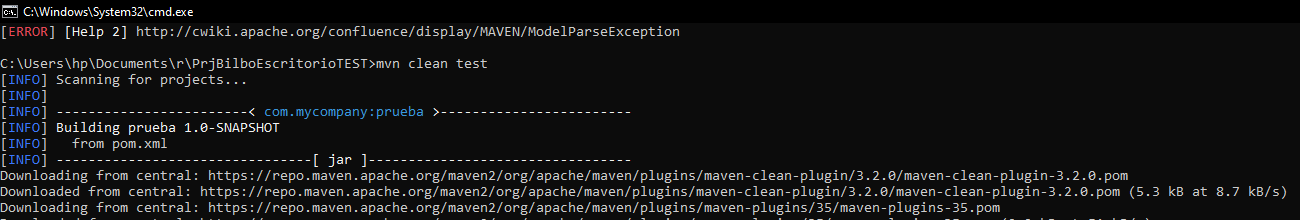 C:\Windows\System32\cmd.exe
[ERROR] [Help 2] http://cwiki.apache.org/confluence/display/MAVEN/ModelParseException
C:\Users\hp\Documents\r\PrjBilboEscritorioTEST>mvn clean test
[INFO] Scanning for projects...
[INFO]
[INFO] ------------------------< com.mycompany:prueba >------------------------
[INFO] Building prueba 1.0-SNAPSHOT
[INFO]   from pom.xml
[INFO] --------------------------------[ jar ]---------------------------------
Downloading from central: https://repo.maven.apache.org/maven2/org/apache/maven/plugins/maven-clean-plugin/3.2.0/maven-clean-plugin-3.2.0.pom
Downloaded from central: https://repo.maven.apache.org/maven2/org/apache/maven/plugins/maven-clean-plugin/3.2.0/maven-clean-plugin-3.2.0.pom (5.3 kB at 8.7 kB/s)
Downloading from central: https://repo.maven.apache.org/maven2/org/apache/maven/plugins/maven-plugins/35/maven-plugins-35.pom